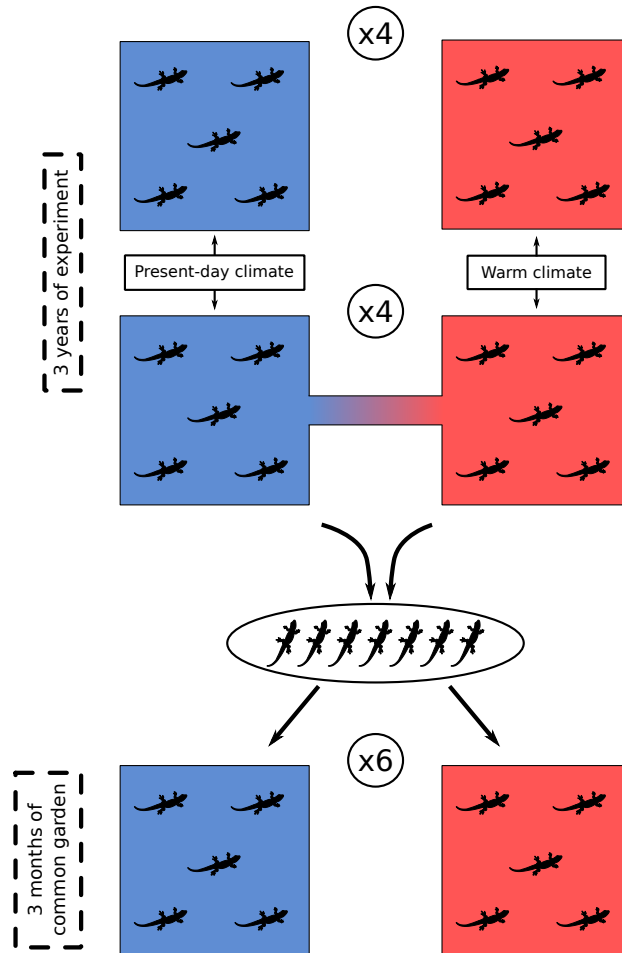 x4
3 years of experiment
Present-day climate
Warm climate
x4
x6
3 months of
common garden